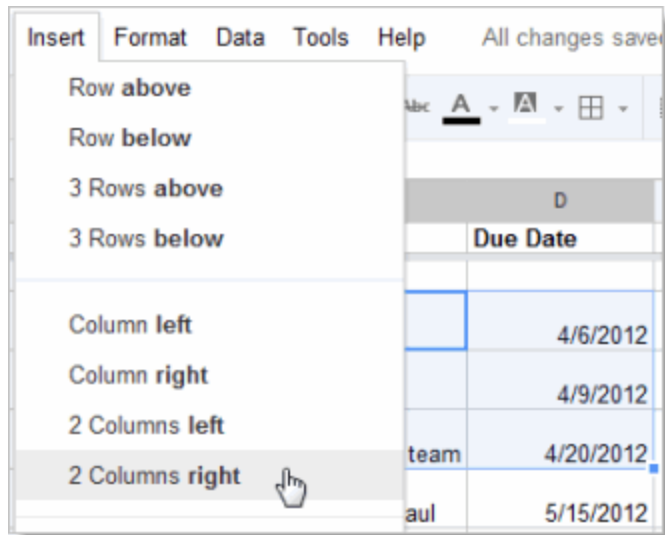 Insert Format Data Tools Help All changes save
Row above
Abc A A
Row below
3 Rows above
D
3 Rows below
Due Date
Column left
4/6/2012
Column right
4/9/2012
2 Columns left
team 4/20/2012
2 Columns right
aul 5/15/2012